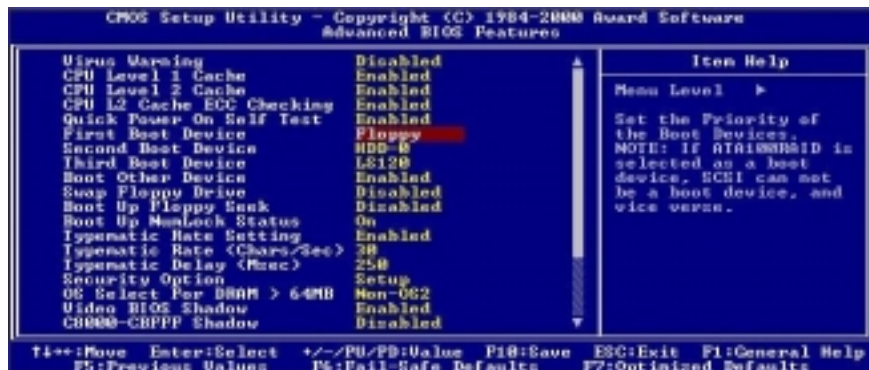 CMOS Setup Utility - Copyright (C) 1984-2000 Award Software
Advanced BIOS Features
Virus Warning Disabled
CPU Level 1 Cache Enabled
CPU Level 2 Cache Enabled
CPU L2 Cache ECC Checking Enabled
Quick Power On Self Test Enabled
First Boot Device Floppy
Second Boot Device HDD-0
Third Boot Device LS120
Boot Other Device Enabled
Swap Floppy Drive Disabled
Boot Up Floppy Seek Disabled
Boot Up NumLock Status On
Typematic Rate Setting Enabled
Typematic Rate (Chars/Sec) 30
Typematic Delay (Msec) 250
Security Option Setup
OS Select For DRAM > 64MB Non-OS2
Video BIOS Shadow Enabled
C8000-CBFFF Shadow Disabled
Item Help
Menu Level ▶
Set the Priority of
the Boot Devices.
NOTE: If ATA100RAID is
selected as a boot
device, SCSI can not
be a boot device, and
vice verse.
↑↓→←:Move Enter:Select +/-/PU/PD:Value F10:Save ESC:Exit F1:General Help
F5:Previous Values F6:Fail-Safe Defaults F7:Optimized Defaults